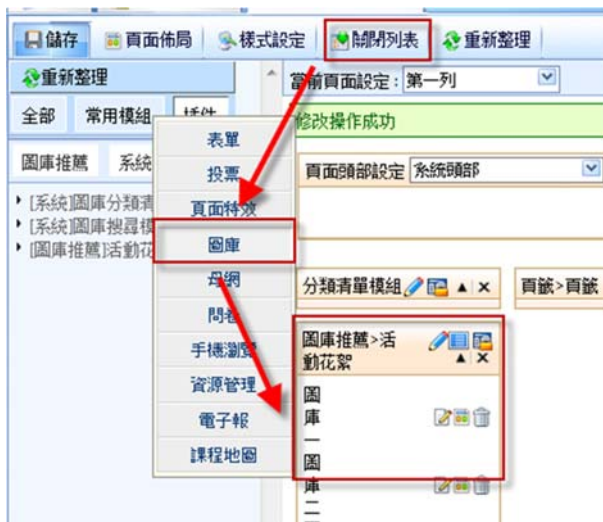 儲存 頁面佈局 樣式設定 關閉列表 重新整理
重新整理
當前頁面設定：第一列
全部 常用模組
修改操作成功
圖庫推薦 系統
頁面頭部設定 系統頭部
[系統]圖庫分類清
[系統]圖庫搜尋模
[圖庫推薦]活動花
表單
投票
頁面特效
圖庫
母網
問卷
手機瀏覽
資源管理
電子報
課程地圖
分類清單模組
頁籤>頁籤
圖庫推薦>活
動花絮
圖
庫
一
圖
庫
二